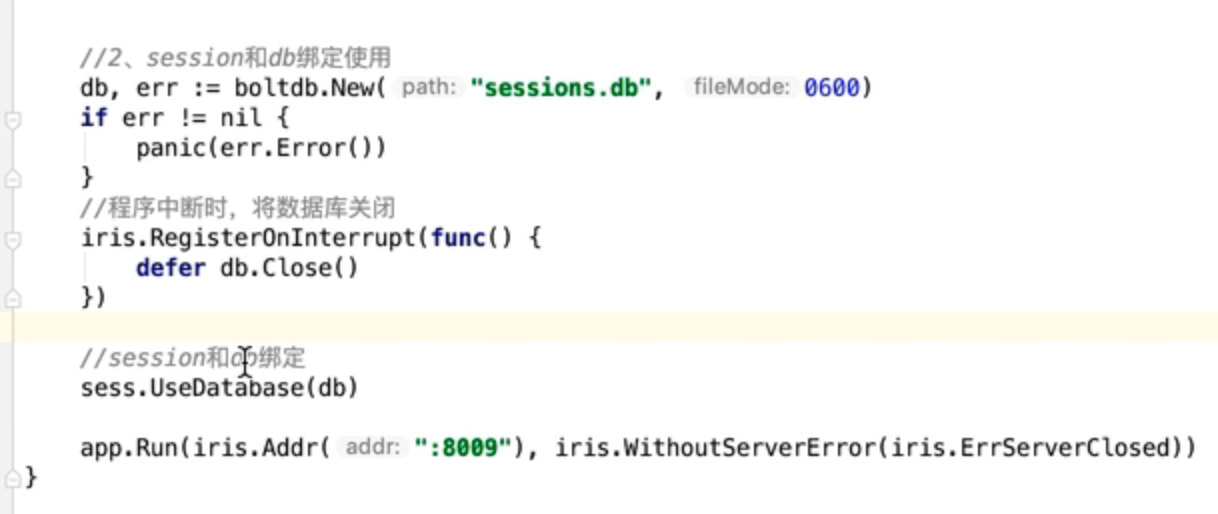 //2、session和db绑定使用
db, err := boltdb.New( path: "sessions.db", fileMode: 0600)
if err != nil {
panic(err.Error())
}
//程序中断时，将数据库关闭
iris.RegisterOnInterrupt(func() {
defer db.Close()
})
//session和db绑定
sess.UseDatabase(db)
app.Run(iris.Addr( addr: ":8009"), iris.WithoutServerError(iris.ErrServerClosed))
}